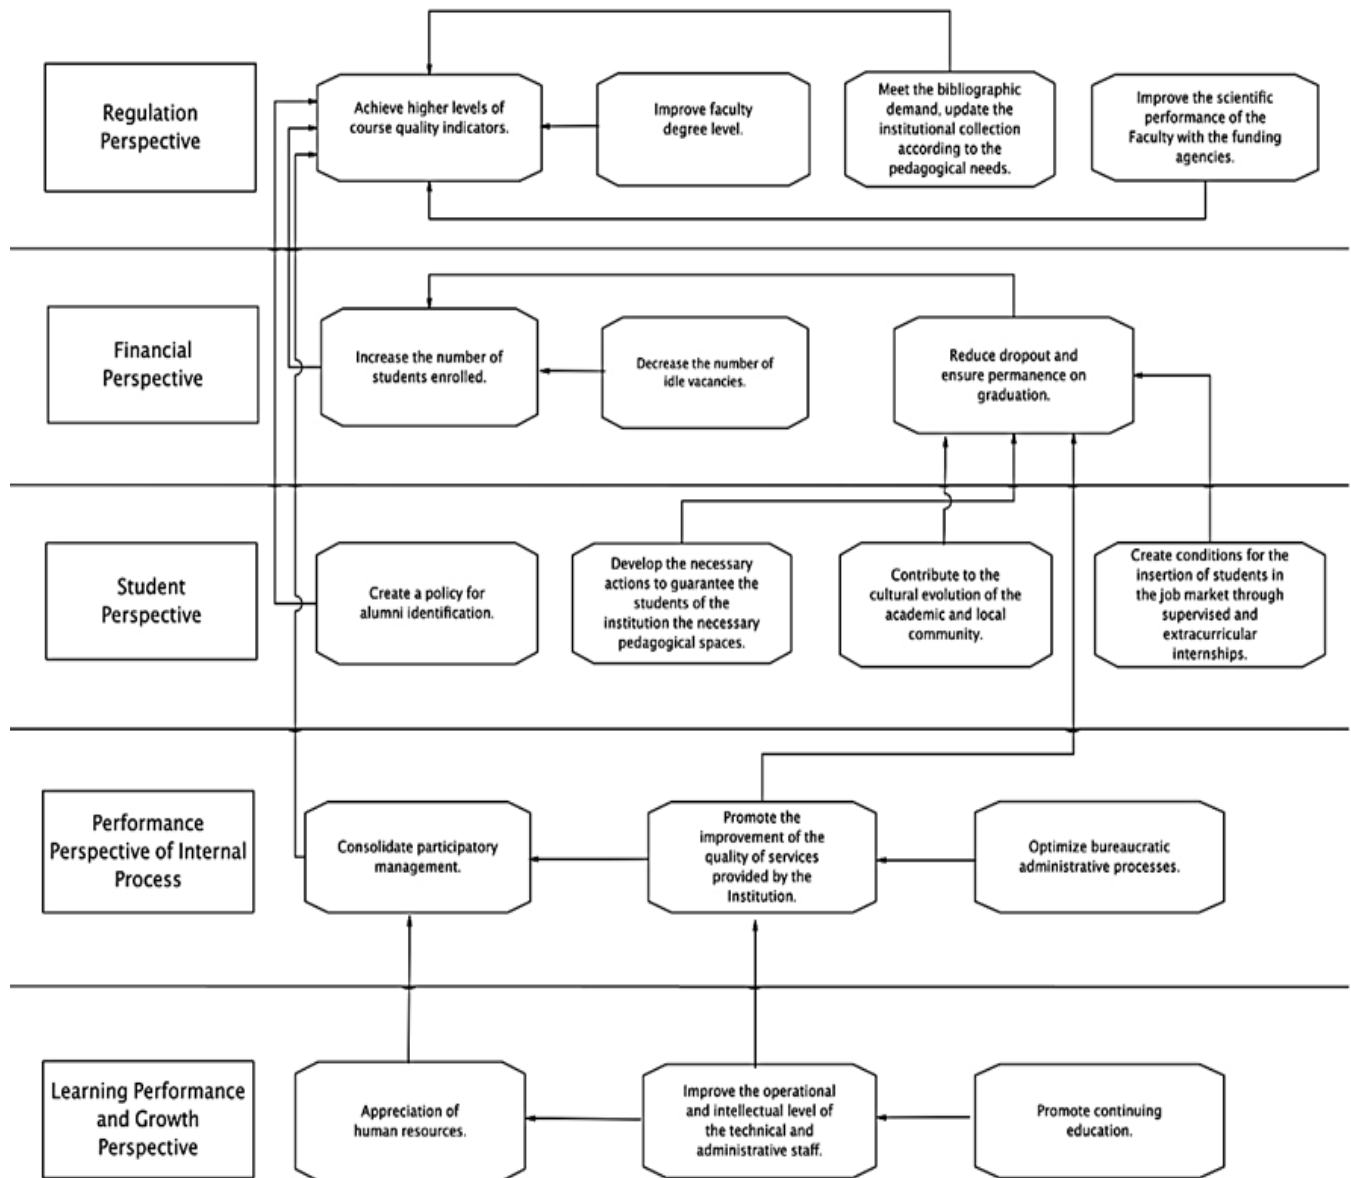 Regulation
Perspective
Achieve higher levels of
course quality indicators.
Improve faculty
degree level.
Meet the bibliographic
demand, update the
institutional collection
according to the
pedagogical needs.
Improve the scientific
performance of the
Faculty with the funding
agencies.
Financial
Perspective
Increase the number of
students enrolled.
Decrease the number of
idle vacancies.
Reduce dropout and
ensure permanence on
graduation.
Student
Perspective
Create a policy for
alumni identification.
Develop the necessary
actions to guarantee the
students of the
institution the necessary
pedagogical spaces.
Contribute to the
cultural evolution of the
academic and local
community.
Create conditions for the
insertion of students in
the job market through
supervised and
extracurricular
internships.
Performance
Perspective of Internal
Process
Consolidate participatory
management.
Promote the
improvement of the
quality of services
provided by the
Institution.
Optimize bureaucratic
administrative processes.
Learning Performance
and Growth
Perspective
Appreciation of
human resources.
Improve the operational
and intellectual level of
the technical and
administrative staff.
Promote continuing
education.